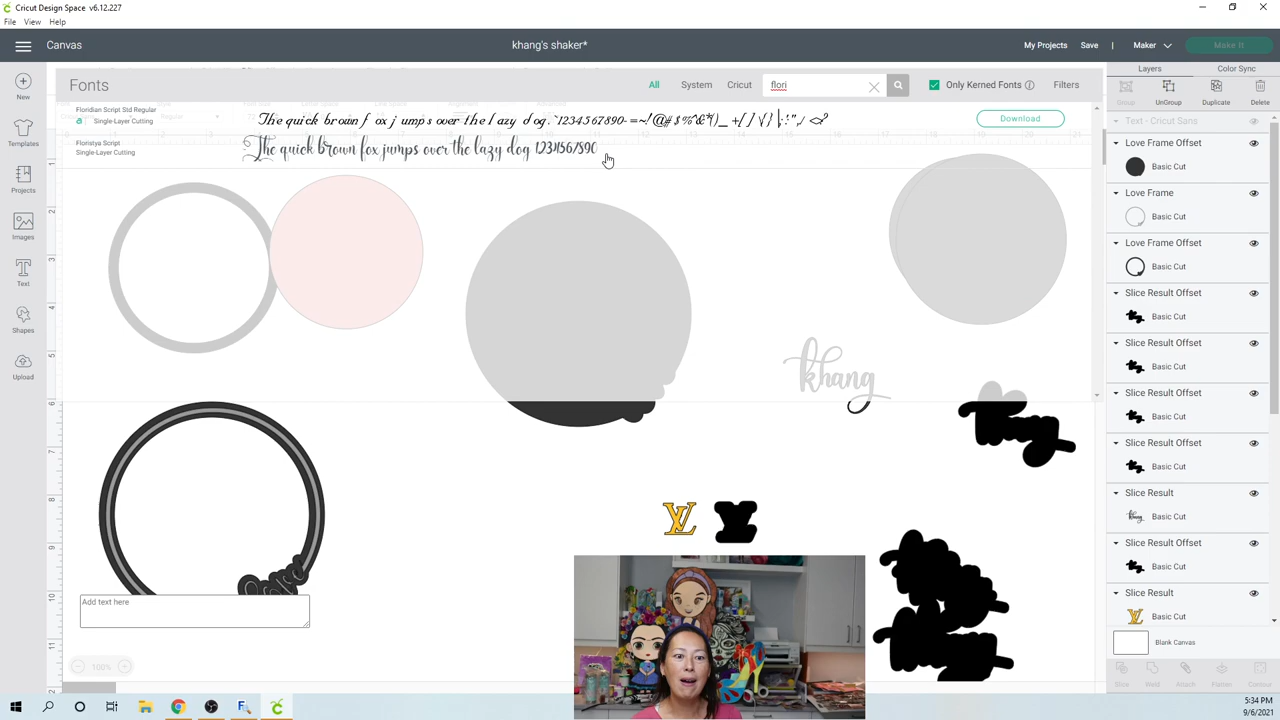 Cricut Design Space v6.12.227
File View Help
Canvas
khang's shaker*
My Projects Save | Maker Make It
Fonts All System Cricut flori Only Kerned Fonts Filters
Layers Color Sync
New
Templates
Projects
Images
Text
Shapes
Upload
Group UnGroup Duplicate Delete
Floridian Script Std Regular
Single-Layer Cutting
The quick brown fox jumps over the lazy dog.`1234567890-=~!@#$%^&*()_+[]{}|;:'",./<>?
Download
Floristya Script
Single-Layer Cutting
The quick brown fox jumps over the lazy dog 1234567890
Text - Cricut Sans
Love Frame Offset
Basic Cut
Love Frame
Basic Cut
Love Frame Offset
Basic Cut
Slice Result Offset
Basic Cut
Slice Result Offset
Basic Cut
Slice Result Offset
Basic Cut
Slice Result Offset
Basic Cut
Slice Result
Basic Cut
Slice Result Offset
Basic Cut
Slice Result
Basic Cut
Blank Canvas
Slice Weld Attach Flatten Contour
khang
LV
Add text here
100%
5:34 PM
9/6/2021